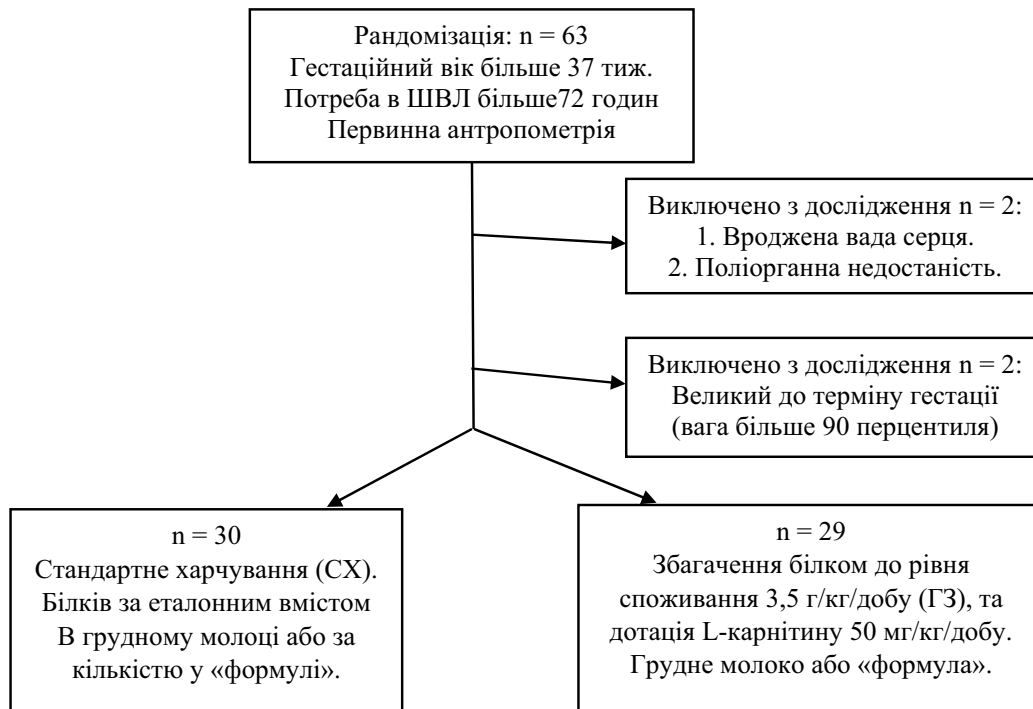 Рандомізація: n = 63
Гестаційний вік більше 37 тиж.
Потреба в ШВЛ більше72 годин
Первинна антропометрія
Виключено з дослідження n = 2:
1. Вроджена вада серця.
2. Поліорганна недостаність.
Виключено з дослідження n = 2:
Великий до терміну гестації
(вага більше 90 перцентиля)
n = 30
Стандартне харчування (СХ).
Білків за еталонним вмістом
В грудному молоці або за
кількістю у «формулі».
n = 29
Збагачення білком до рівня
споживання 3,5 г/кг/добу (ГЗ), та
дотація L-карнітину 50 мг/кг/добу.
Грудне молоко або «формула».